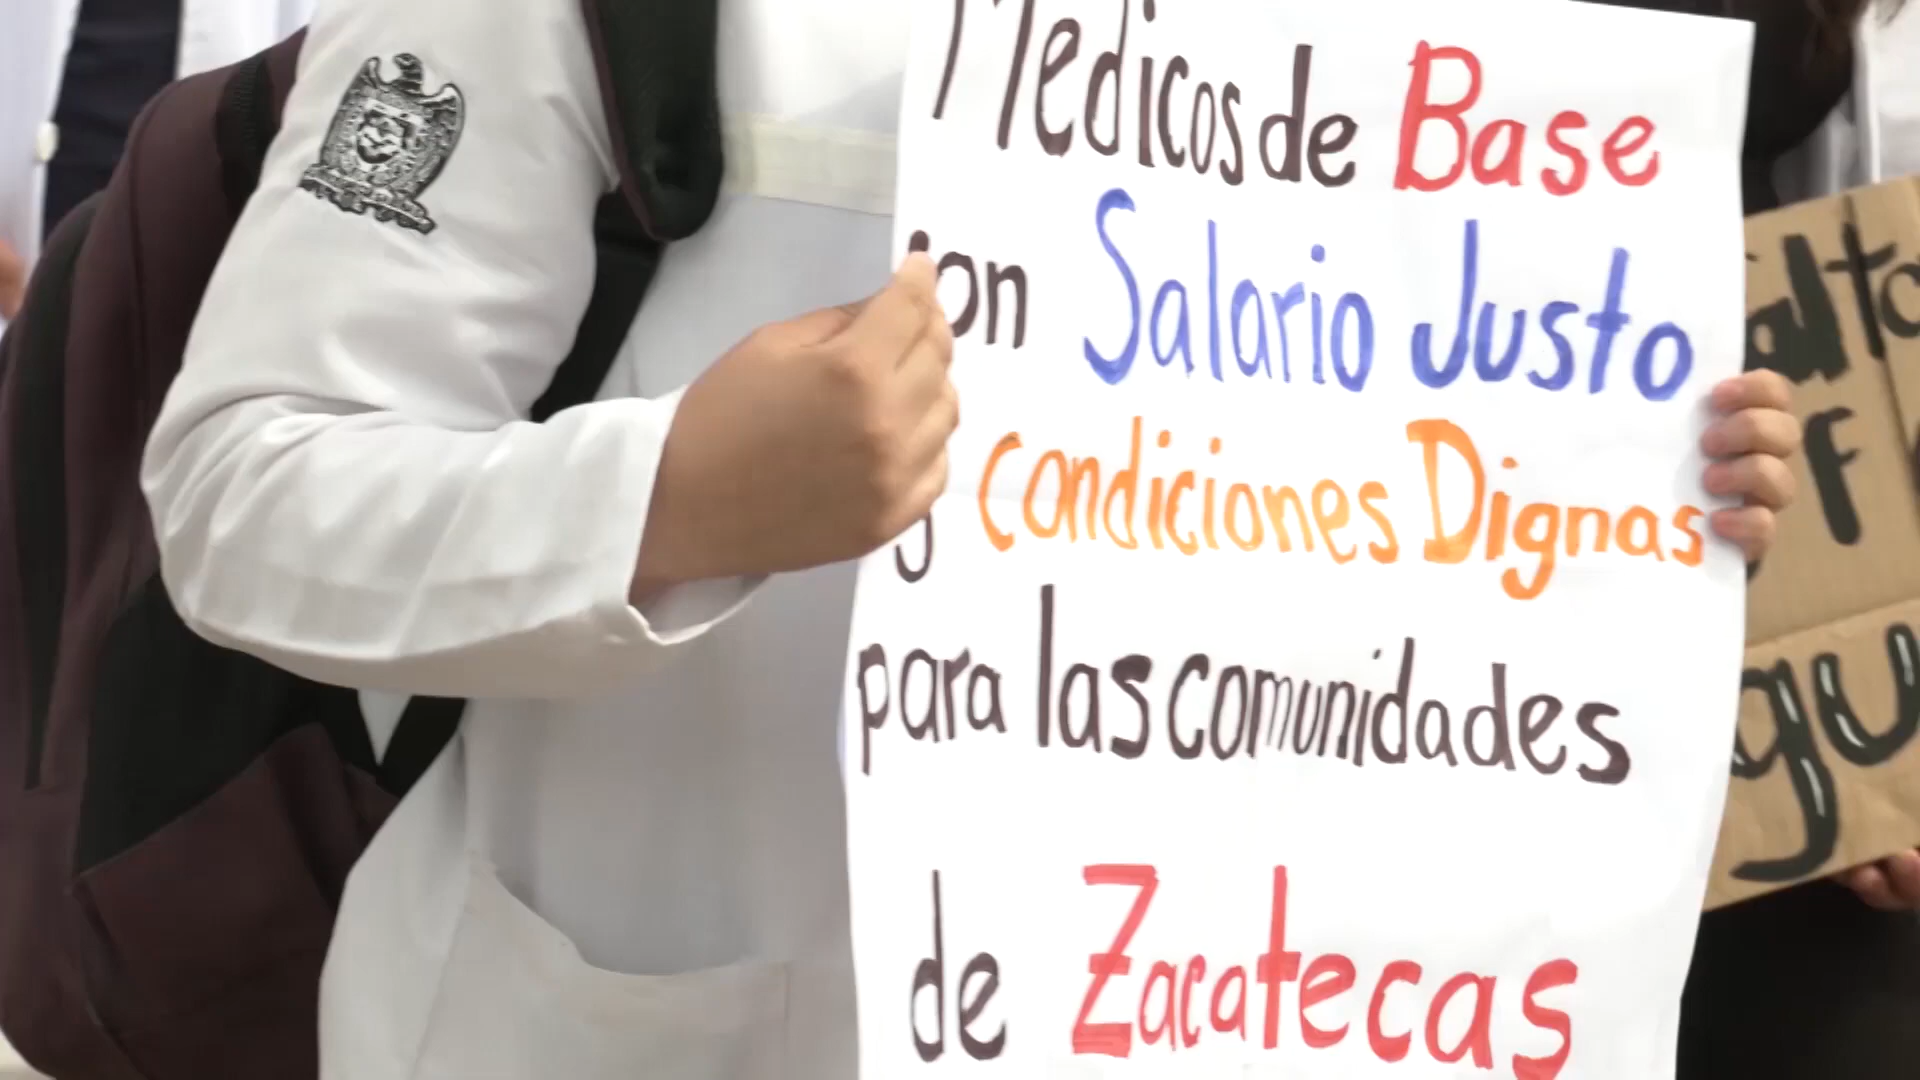 Medicos de Base
con Salario Justo
y condiciones Dignas
para las comunidades
de Zacatecas